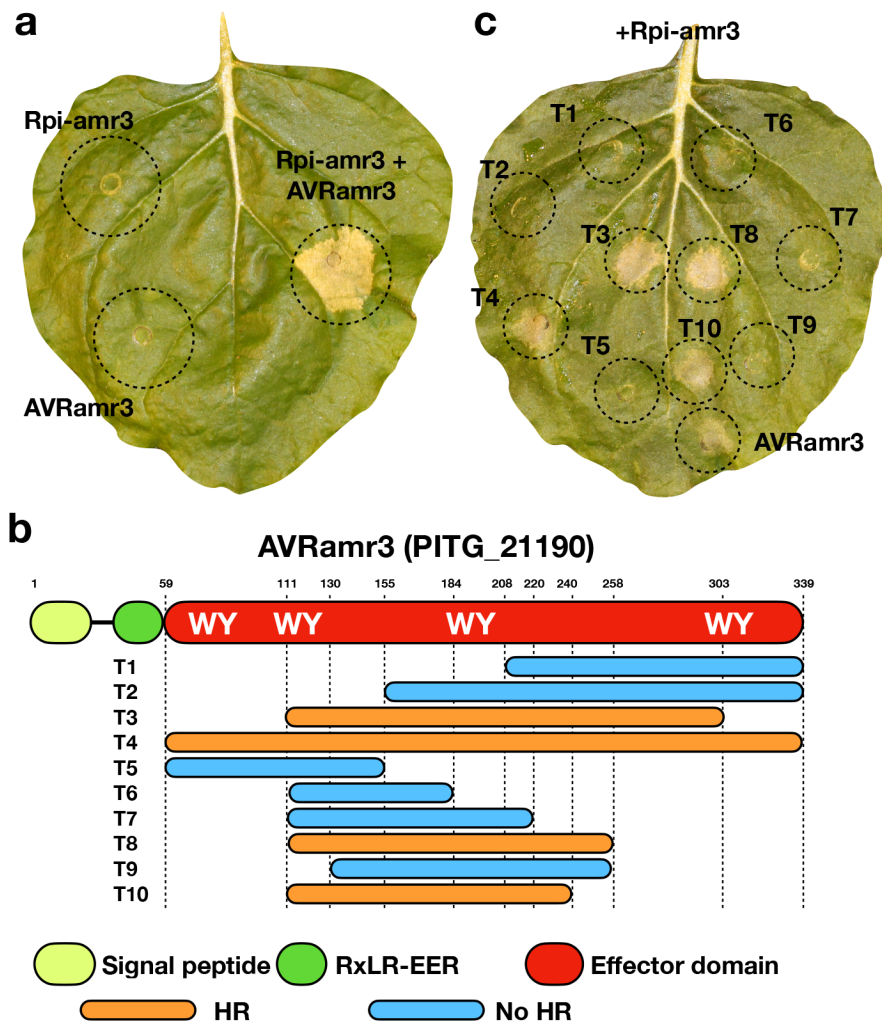 a
c
+Rpi-amr3
Rpi-amr3
Rpi-amr3 +
AVRamr3
AVRamr3
T1
T6
T2
T7
T3
T8
T4
T5
T10
T9
AVRamr3
b
AVRamr3 (PITG_21190)
1 59 111 130 155 184 208 220 240 258 303 339
WY WY WY WY
T1
T2
T3
T4
T5
T6
T7
T8
T9
T10
Signal peptide RxLR-EER Effector domain
HR No HR